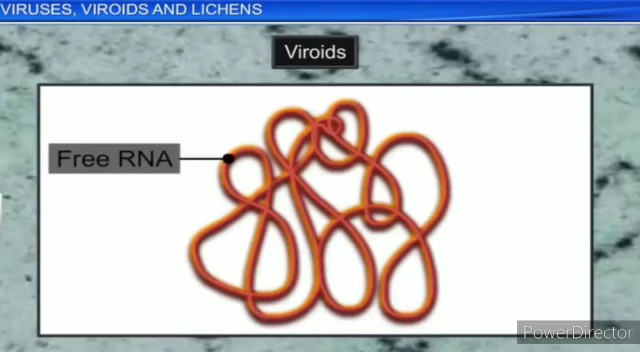 VIRUSES, VIROIDS AND LICHENS
Viroids
Free RNA
PowerDirector